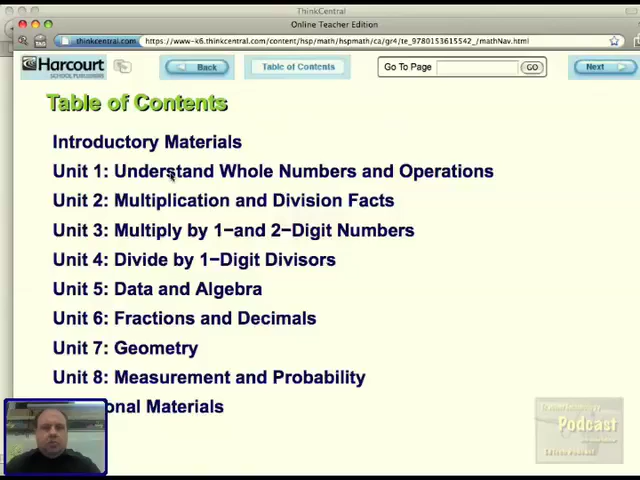 ThinkCentral
Online Teacher Edition
thinkcentral.com
https://www-k6.thinkcentral.com/content/hsp/math/hspmath/ca/gr4/te_9780153615542_/mathNav.html
Harcourt
SCHOOL PUBLISHERS
Back
Table of Contents
Go To Page
GO
Next
Table of Contents
Introductory Materials
Unit 1: Understand Whole Numbers and Operations
Unit 2: Multiplication and Division Facts
Unit 3: Multiply by 1−and 2−Digit Numbers
Unit 4: Divide by 1−Digit Divisors
Unit 5: Data and Algebra
Unit 6: Fractions and Decimals
Unit 7: Geometry
Unit 8: Measurement and Probability
onal Materials
Podcast